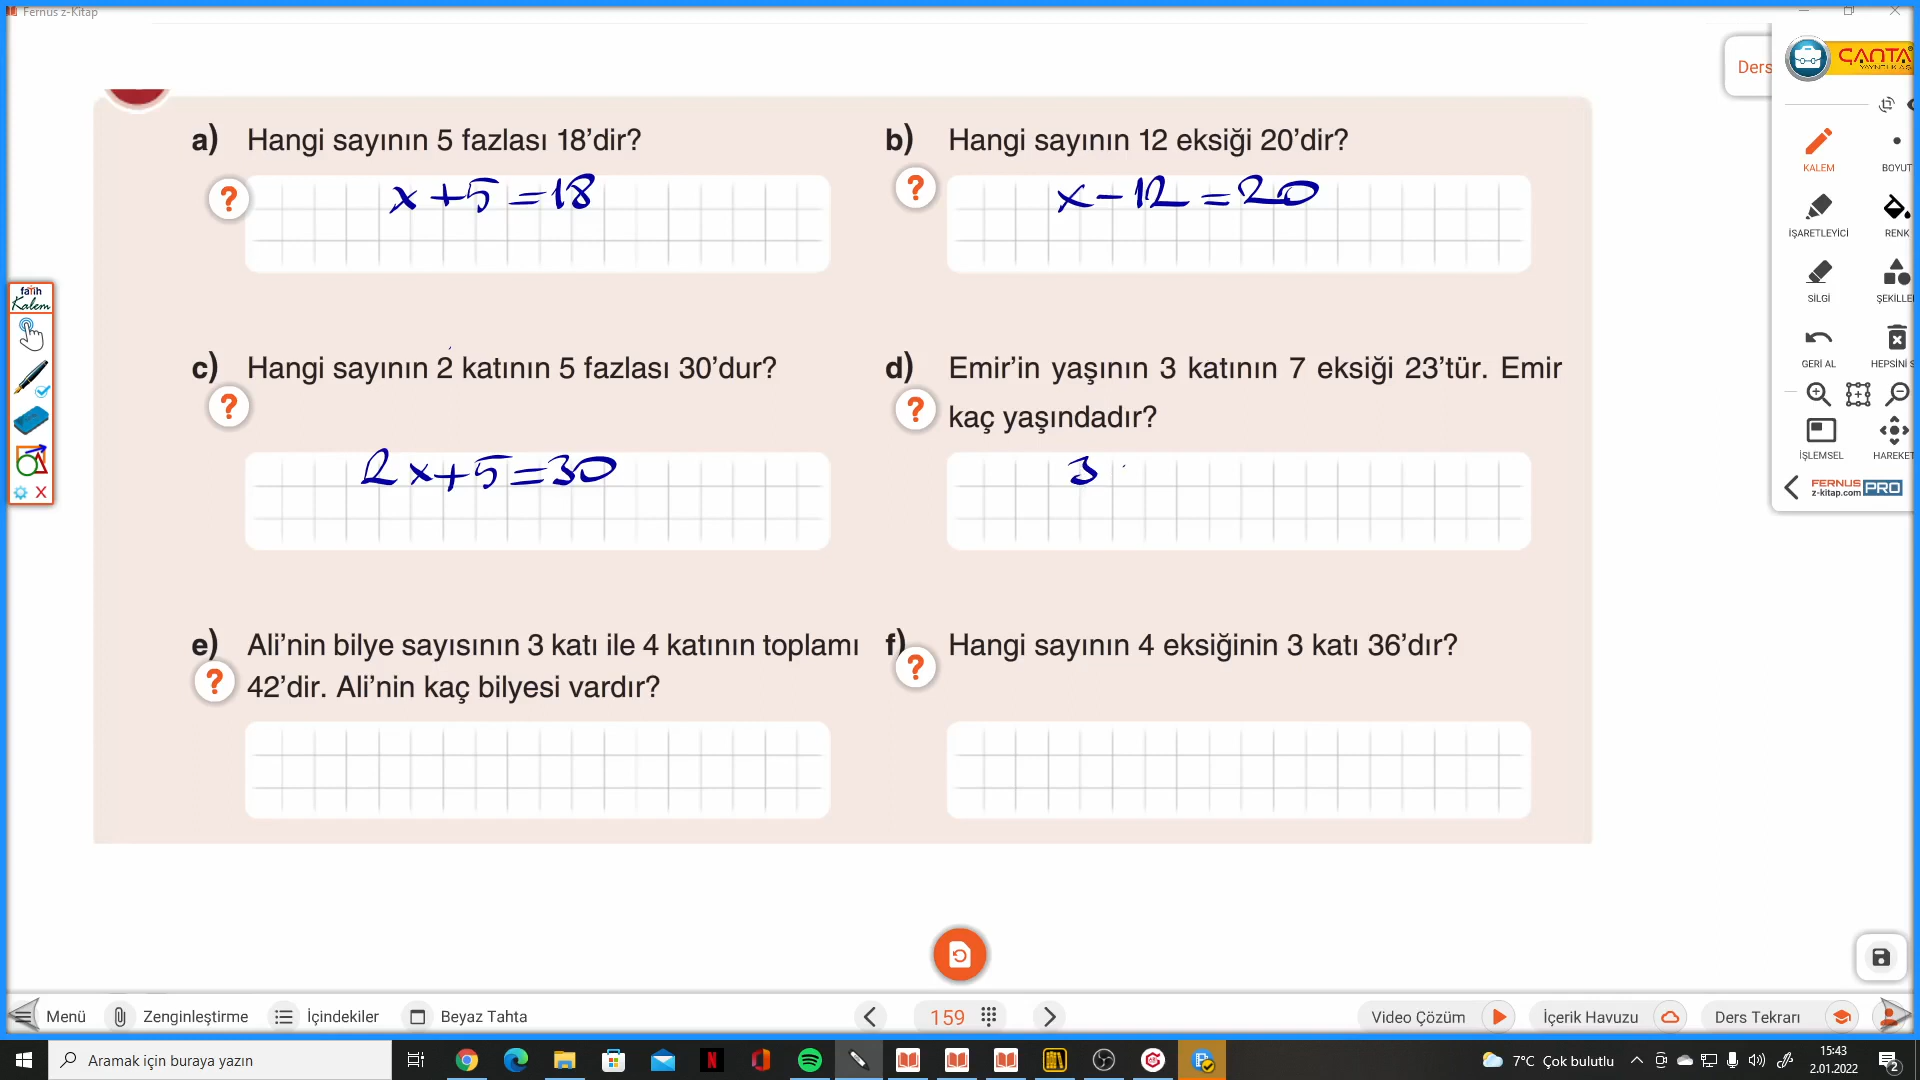 Fernus z-Kitap
Ders
ÇANTA
YAYINCILIK A.Ş.
a) Hangi sayının 5 fazlası 18'dir?
?
x+5=18
b) Hangi sayının 12 eksiği 20'dir?
?
x-12=20
c) Hangi sayının 2 katının 5 fazlası 30'dur?
?
2x+5=30
d) Emir'in yaşının 3 katının 7 eksiği 23'tür. Emir
kaç yaşındadır?
?
3
e) Ali'nin bilye sayısının 3 katı ile 4 katının toplamı
42'dir. Ali'nin kaç bilyesi vardır?
?
f) Hangi sayının 4 eksiğinin 3 katı 36'dır?
?
fatih
Kalem
X
KALEM
BOYUT
İŞARETLEYİCİ
RENK
SİLGİ
ŞEKİLLE
GERİ AL
HEPSİNİ S
İŞLEMSEL
HAREKET
FERNUS
z-kitap.com
PRO
Menü
Zenginleştirme
İçindekiler
Beyaz Tahta
159
Video Çözüm
İçerik Havuzu
Ders Tekrarı
Aramak için buraya yazın
7°C Çok bulutlu
15:43
2.01.2022
2